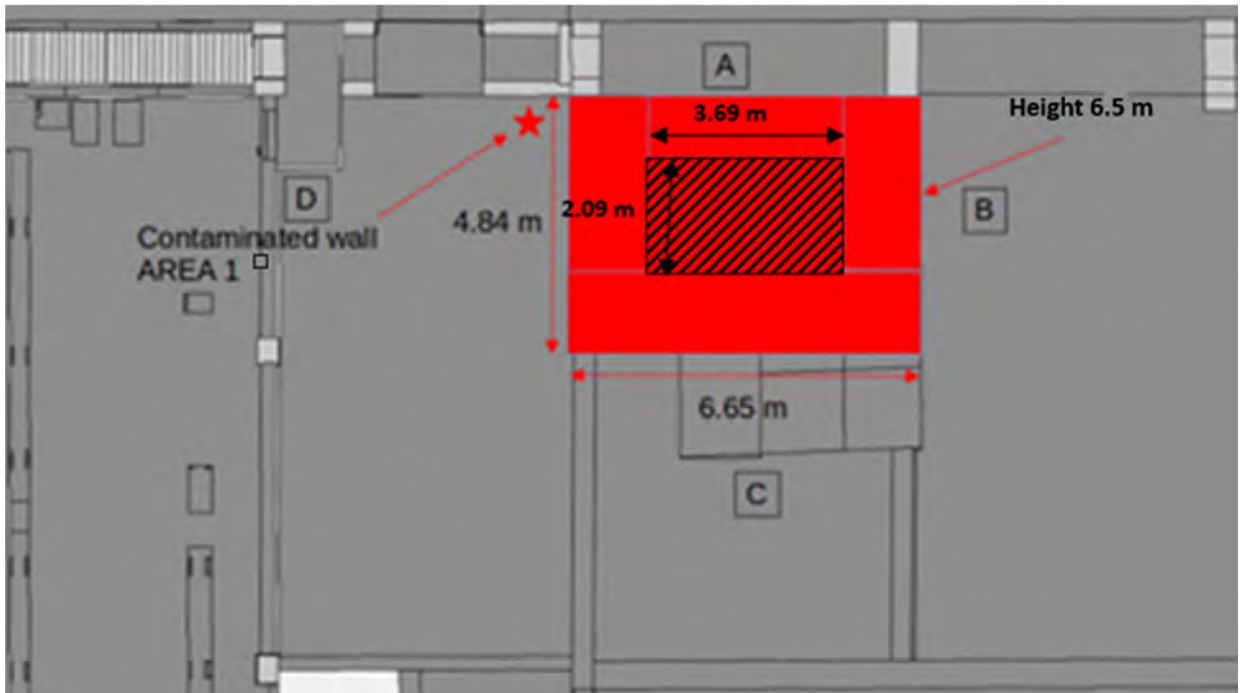 A
3.69 m
Height 6.5 m
D
2.09 m
B
4.84 m
Contaminated wall
AREA 1
6.65 m
C